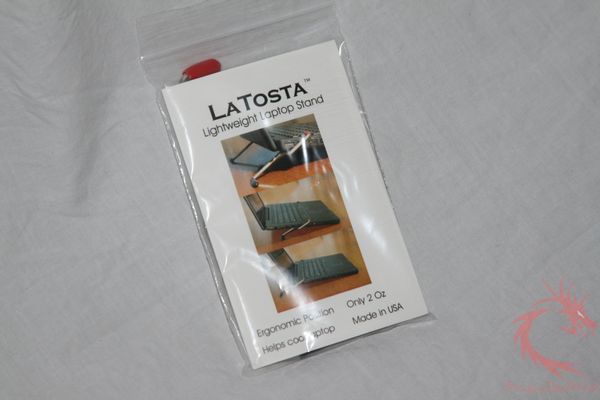 LATOSTA™
Lightweight Laptop Stand
Ergonomic Position Only 2 Oz
Helps cool laptop Made in USA